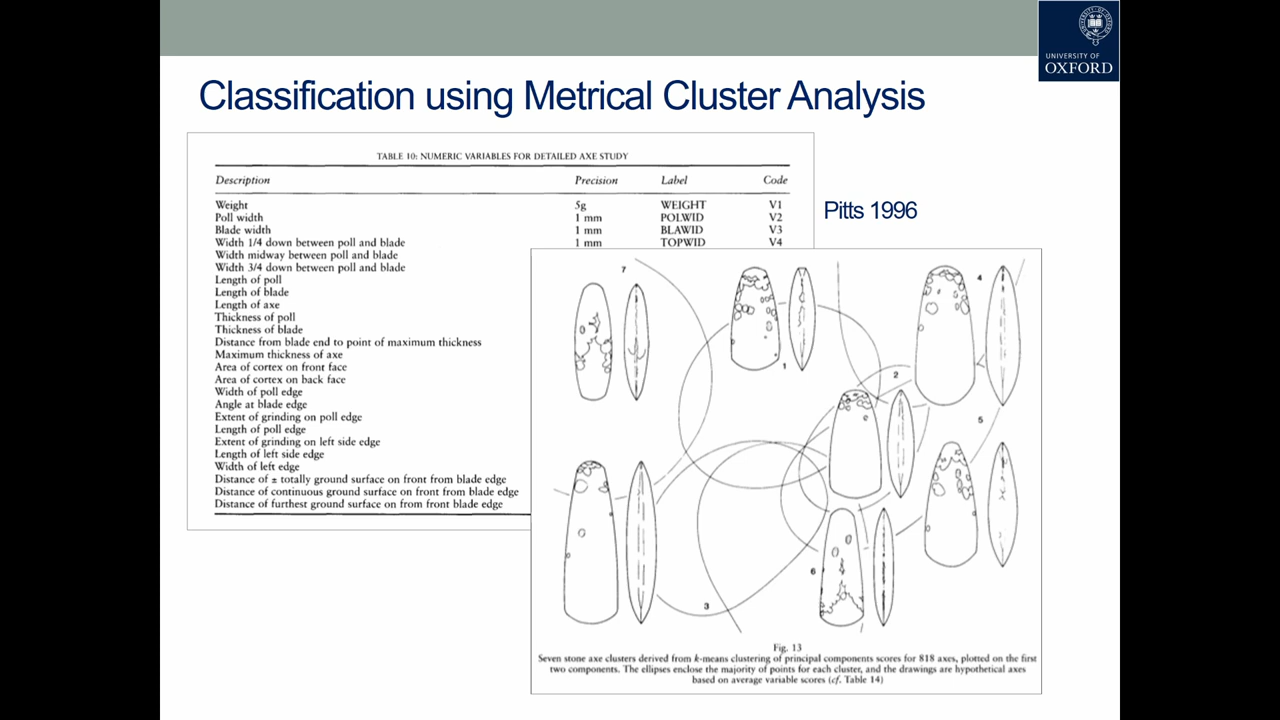 UNIVERSITY OF
OXFORD
Classification using Metrical Cluster Analysis
TABLE 10: NUMERIC VARIABLES FOR DETAILED AXE STUDY
Description Precision Label Code
Weight 5g WEIGHT V1
Poll width 1 mm POLWID V2
Blade width 1 mm BLAWID V3
Width 1/4 down between poll and blade 1 mm TOPWID V4
Width midway between poll and blade
Width 3/4 down between poll and blade
Length of poll
Length of blade
Length of axe
Thickness of poll
Thickness of blade
Distance from blade end to point of maximum thickness
Maximum thickness of axe
Area of cortex on front face
Area of cortex on back face
Width of poll edge
Angle at blade edge
Extent of grinding on poll edge
Length of poll edge
Extent of grinding on left side edge
Length of left side edge
Width of left edge
Distance of ± totally ground surface on front from blade edge
Distance of continuous ground surface on front from blade edge
Distance of furthest ground surface on from front blade edge
Pitts 1996
7
4
1
2
5
6
3
Fig. 13
Seven stone axe clusters derived from k-means clustering of principal components scores for 818 axes, plotted on the first
two components. The ellipses enclose the majority of points for each cluster, and the drawings are hypothetical axes
based on average variable scores (cf. Table 14)